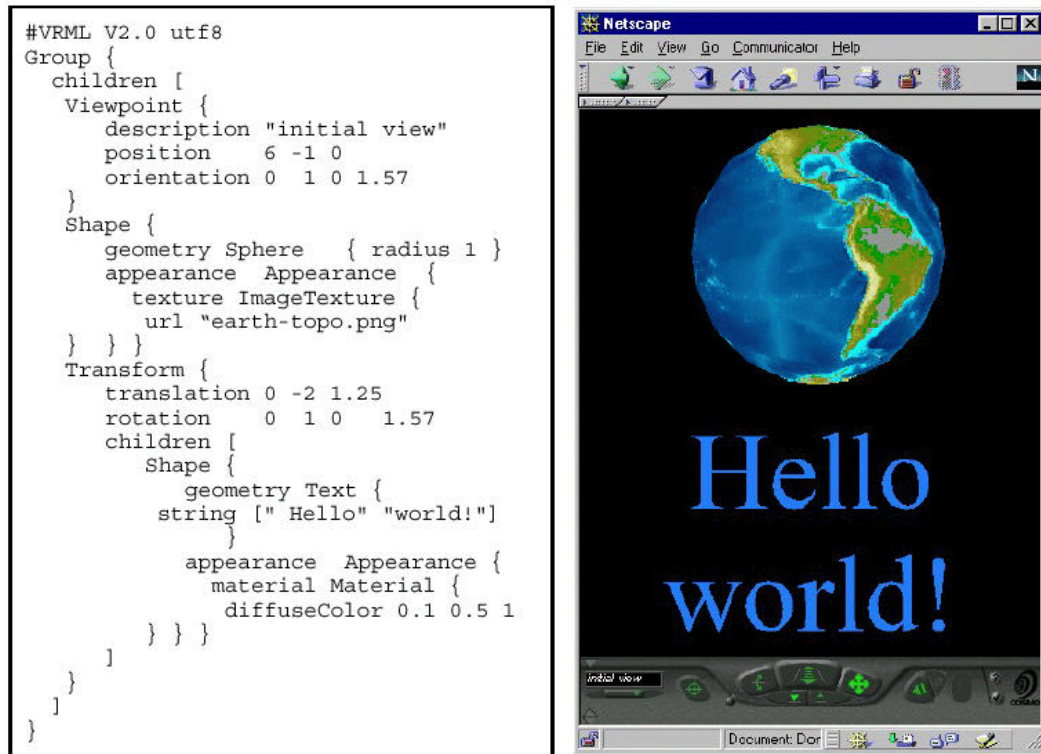 #VRML V2.0 utf8
Group {
  children [
   Viewpoint {
      description "initial view"
      position    6 -1 0
      orientation 0  1 0 1.57
   }
   Shape {
      geometry Sphere   { radius 1 }
      appearance  Appearance  {
        texture ImageTexture {
         url “earth-topo.png"
   }  } }
   Transform {
      translation 0 -2 1.25
      rotation    0  1 0   1.57
      children [
         Shape {
            geometry Text {
          string [" Hello" "world!"]
               }
            appearance  Appearance {
              material Material {
               diffuseColor 0.1 0.5 1
         } } }
      ]
   }
  ]
}
Netscape
File Edit View Go Communicator Help
N
Hello
world!
initial view
COSMO
Document: Dor